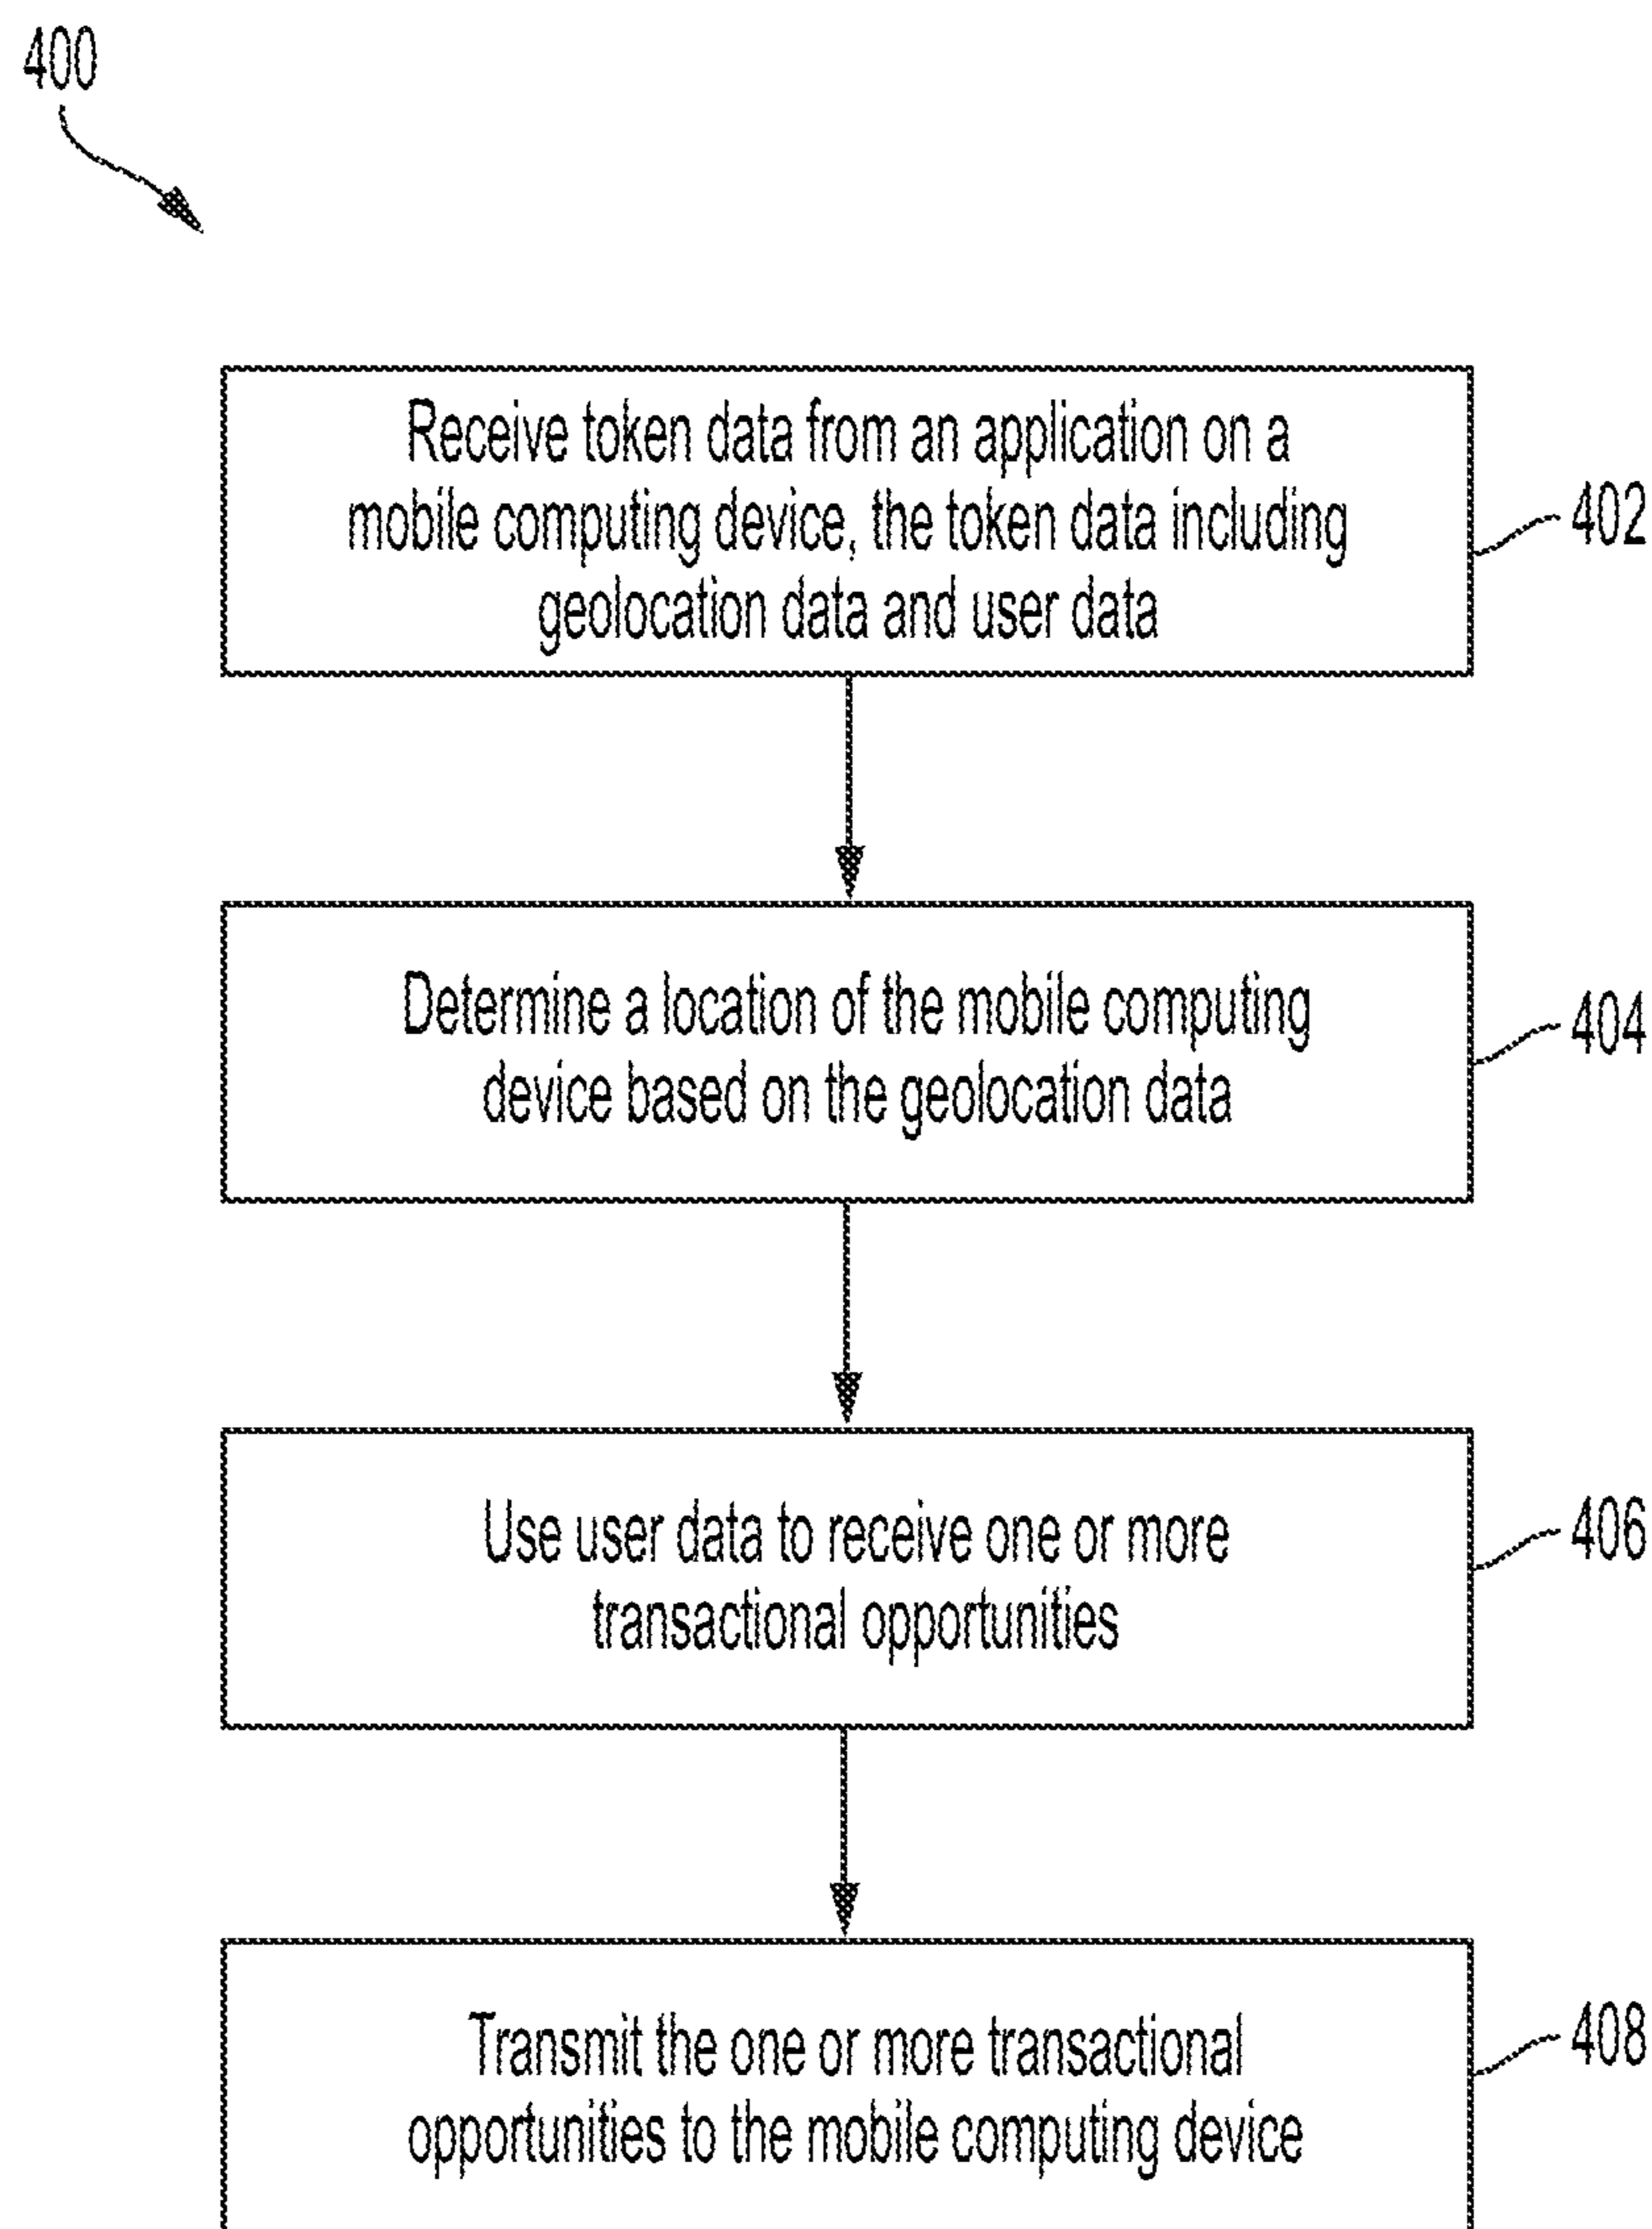 400
Receive token data from an application on a
mobile computing device, the token data including
geolocation data and user data
402
Determine a location of the mobile computing
device based on the geolocation data
404
Use user data to receive one or more
transactional opportunities
406
Transmit the one or more transactional
opportunities to the mobile computing device
408